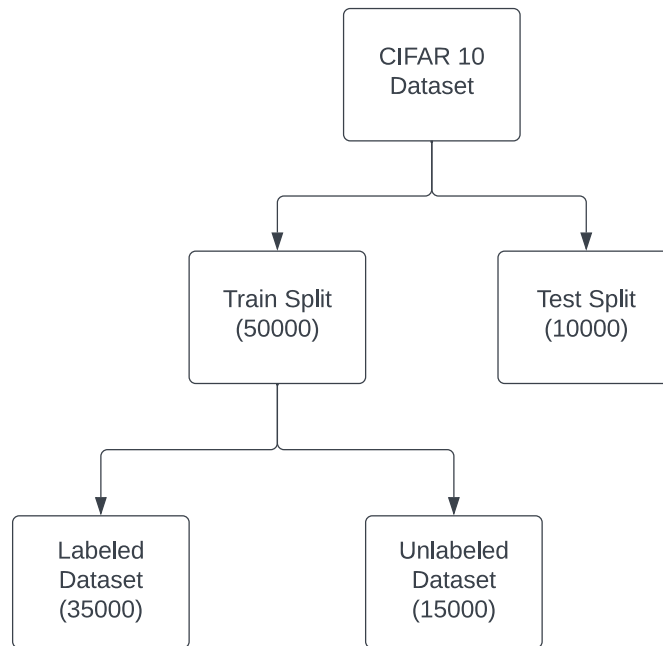 CIFAR 10
Dataset
Train Split
(50000)
Test Split
(10000)
Labeled
Dataset
(35000)
Unlabeled
Dataset
(15000)